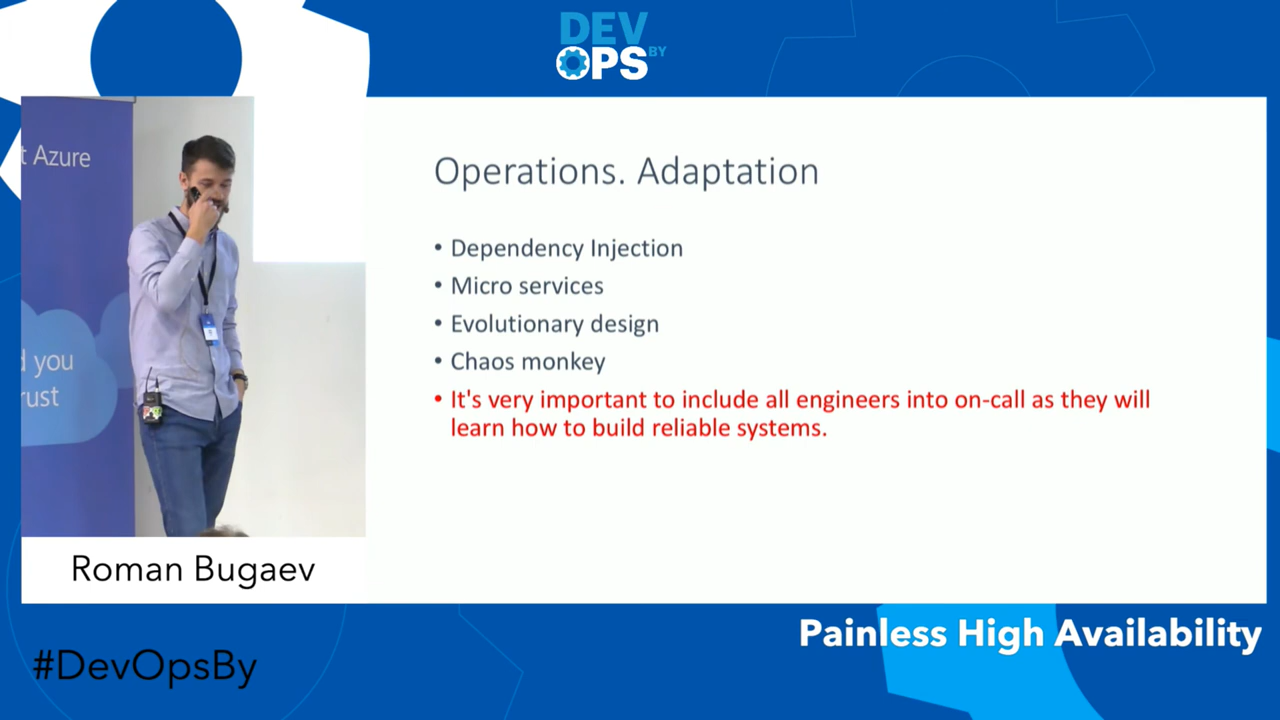 DEV
OPS BY
t Azure
d you
rust
Operations. Adaptation
• Dependency Injection
• Micro services
• Evolutionary design
• Chaos monkey
• It's very important to include all engineers into on-call as they will
learn how to build reliable systems.
Roman Bugaev
Painless High Availability
#DevOpsBy